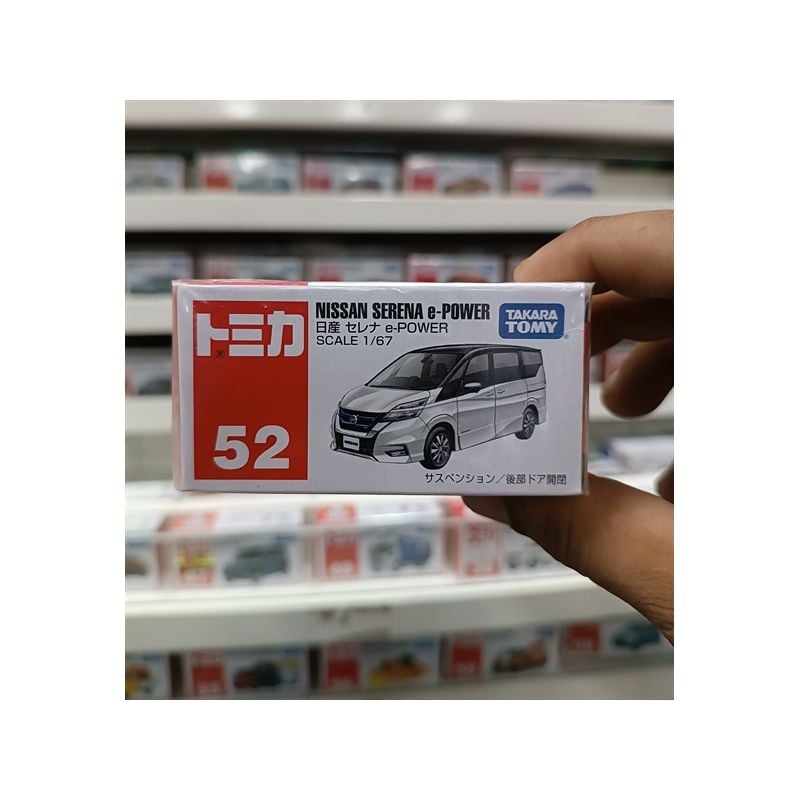 トミカ
®
52
NISSAN SERENA e-POWER
日産 セレナ e-POWER
SCALE 1/67
TAKARA
TOMY
サスペンション/後部ドア開閉